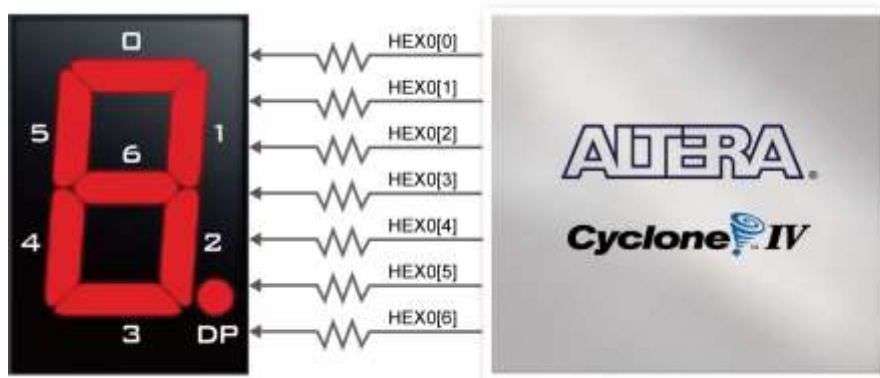 0
HEX0[0]
5
1
HEX0[1]
6
HEX0[2]
ALTERA®
HEX0[3]
4
2
HEX0[4]
Cyclone™ IV
HEX0[5]
3
DP
HEX0[6]